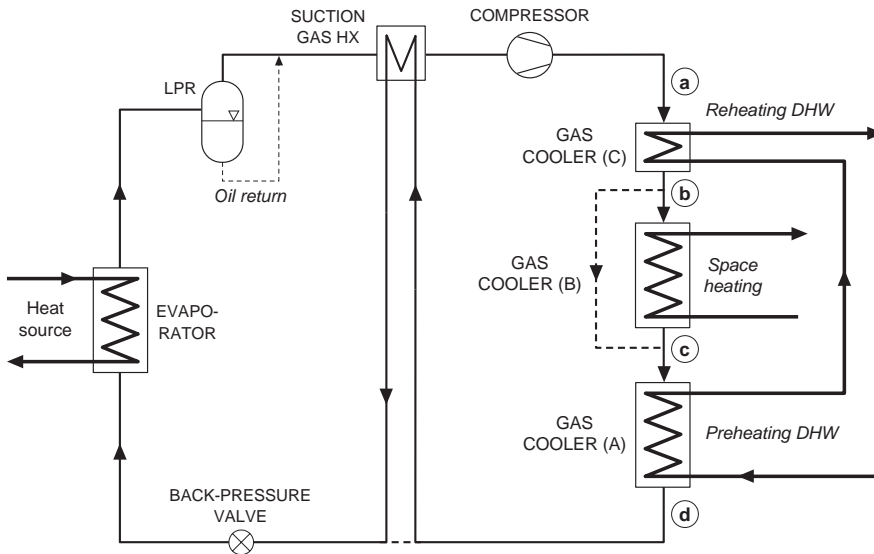 SUCTION
GAS HX
COMPRESSOR
LPR
a
Reheating DHW
GAS
COOLER (C)
Oil return
b
GAS
COOLER (B)
Space
heating
Heat
source
EVAPO-
RATOR
c
GAS
COOLER (A)
Preheating DHW
BACK-PRESSURE
VALVE
d